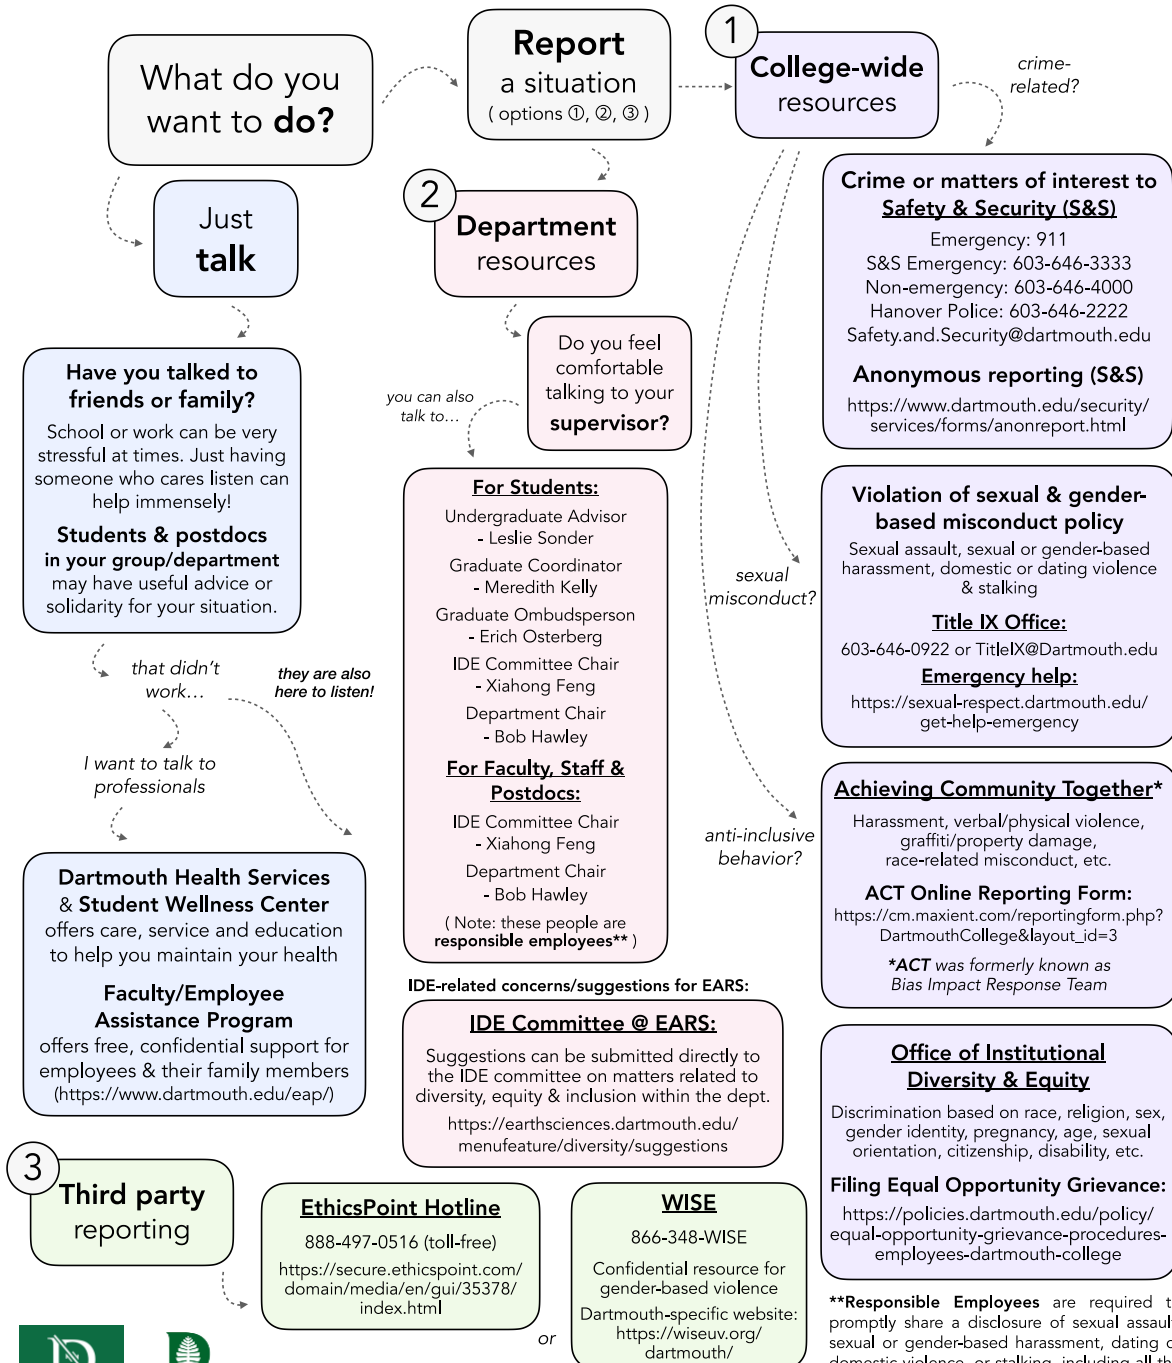 What do you
want to do?
Report
a situation
( options ①, ②, ③ )
1
College-wide
resources
crime-
related?
Just
talk
2
Department
resources
Crime or matters of interest to
Safety & Security (S&S)
Emergency: 911
S&S Emergency: 603-646-3333
Non-emergency: 603-646-4000
Hanover Police: 603-646-2222
Safety.and.Security@dartmouth.edu
Anonymous reporting (S&S)
https://www.dartmouth.edu/security/
services/forms/anonreport.html
Have you talked to
friends or family?
School or work can be very
stressful at times. Just having
someone who cares listen can
help immensely!
Students & postdocs
in your group/department
may have useful advice or
solidarity for your situation.
you can also
talk to...
Do you feel
comfortable
talking to your
supervisor?
For Students:
Undergraduate Advisor
- Leslie Sonder
Graduate Coordinator
- Meredith Kelly
Graduate Ombudsperson
- Erich Osterberg
IDE Committee Chair
- Xiahong Feng
Department Chair
- Bob Hawley
For Faculty, Staff &
Postdocs:
IDE Committee Chair
- Xiahong Feng
Department Chair
- Bob Hawley
( Note: these people are
responsible employees** )
sexual
misconduct?
Violation of sexual & gender-
based misconduct policy
Sexual assault, sexual or gender-based
harassment, domestic or dating violence
& stalking
Title IX Office:
603-646-0922 or TitleIX@Dartmouth.edu
Emergency help:
https://sexual-respect.dartmouth.edu/
get-help-emergency
that didn't
work...
they are also
here to listen!
I want to talk to
professionals
anti-inclusive
behavior?
Achieving Community Together*
Harassment, verbal/physical violence,
graffiti/property damage,
race-related misconduct, etc.
ACT Online Reporting Form:
https://cm.maxient.com/reportingform.php?
DartmouthCollege&layout_id=3
*ACT was formerly known as
Bias Impact Response Team
Dartmouth Health Services
& Student Wellness Center
offers care, service and education
to help you maintain your health
Faculty/Employee
Assistance Program
offers free, confidential support for
employees & their family members
(https://www.dartmouth.edu/eap/)
IDE-related concerns/suggestions for EARS:
IDE Committee @ EARS:
Suggestions can be submitted directly to
the IDE committee on matters related to
diversity, equity & inclusion within the dept.
https://earthsciences.dartmouth.edu/
menufeature/diversity/suggestions
Office of Institutional
Diversity & Equity
Discrimination based on race, religion, sex,
gender identity, pregnancy, age, sexual
orientation, citizenship, disability, etc.
Filing Equal Opportunity Grievance:
https://policies.dartmouth.edu/policy/
equal-opportunity-grievance-procedures-
employees-dartmouth-college
3
Third party
reporting
EthicsPoint Hotline
888-497-0516 (toll-free)
https://secure.ethicspoint.com/
domain/media/en/gui/35378/
index.html
or
WISE
866-348-WISE
Confidential resource for
gender-based violence
Dartmouth-specific website:
https://wiseuv.org/
dartmouth/
**Responsible Employees are required t
promptly share a disclosure of sexual assaul
sexual or gender-based harassment, dating o
domestic violence, or stalking, including all th